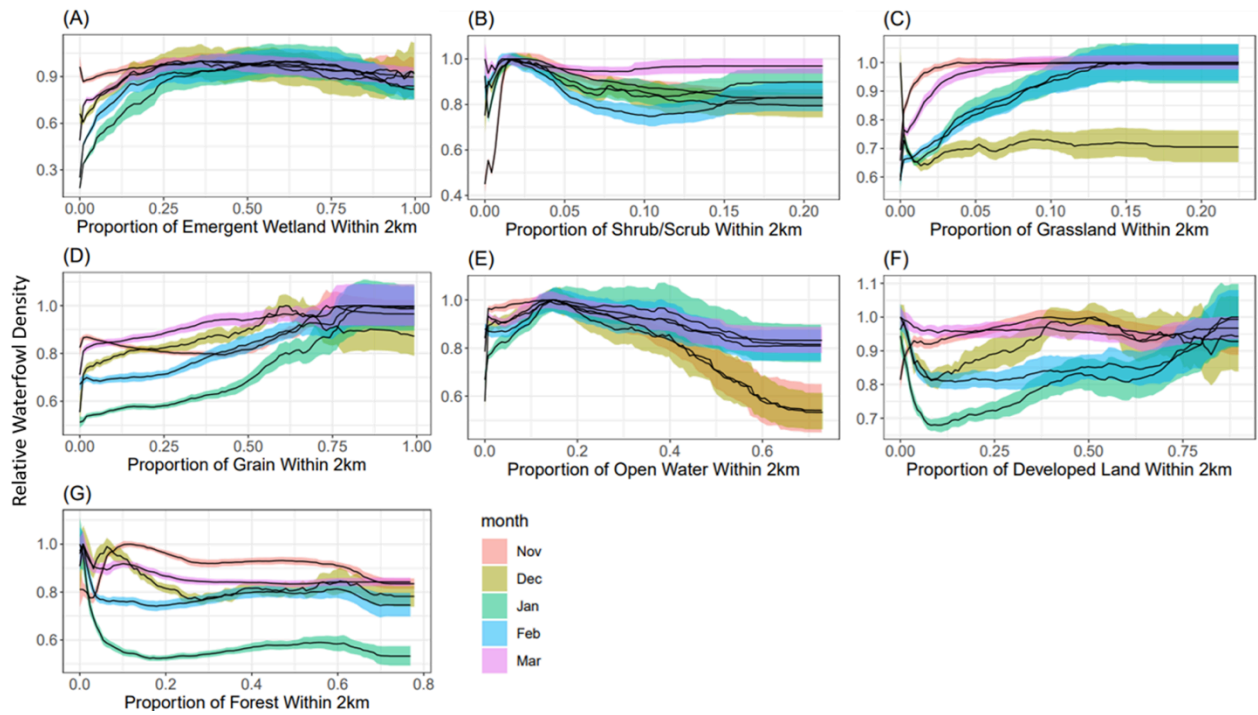 (A)
0.9
0.6
0.3
0.00 0.25 0.50 0.75 1.00
Proportion of Emergent Wetland Within 2km
(B)
1.0
0.8
0.6
0.4
0.00 0.05 0.10 0.15 0.20
Proportion of Shrub/Scrub Within 2km
(C)
1.0
0.9
0.8
0.7
0.6
0.00 0.05 0.10 0.15 0.20
Proportion of Grassland Within 2km
Relative Waterfowl Density
(D)
1.0
0.8
0.6
0.00 0.25 0.50 0.75 1.00
Proportion of Grain Within 2km
(E)
1.0
0.8
0.6
0.0 0.2 0.4 0.6
Proportion of Open Water Within 2km
(F)
1.1
1.0
0.9
0.8
0.7
0.00 0.25 0.50 0.75
Proportion of Developed Land Within 2km
(G)
1.0
0.8
0.6
0.0 0.2 0.4 0.6 0.8
Proportion of Forest Within 2km
month
Nov
Dec
Jan
Feb
Mar